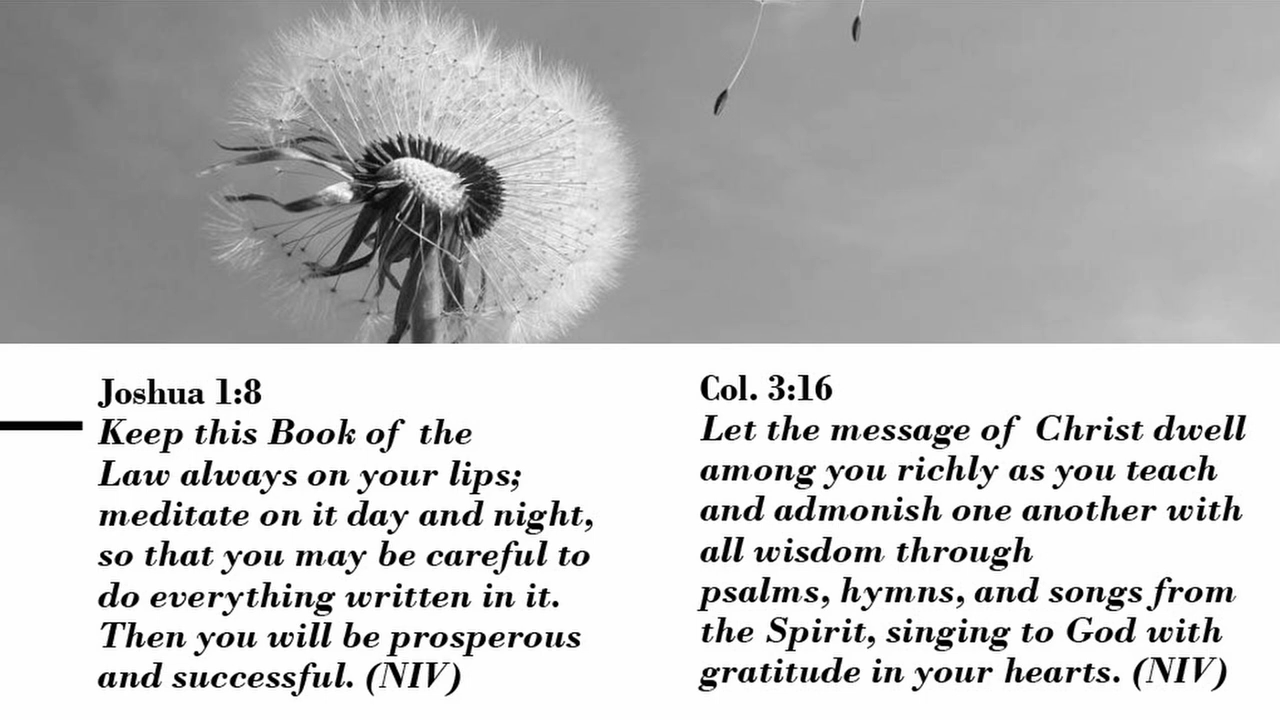 Joshua 1:8
Keep this Book of the
Law always on your lips;
meditate on it day and night,
so that you may be careful to
do everything written in it.
Then you will be prosperous
and successful. (NIV)
Col. 3:16
Let the message of Christ dwell
among you richly as you teach
and admonish one another with
all wisdom through
psalms, hymns, and songs from
the Spirit, singing to God with
gratitude in your hearts. (NIV)